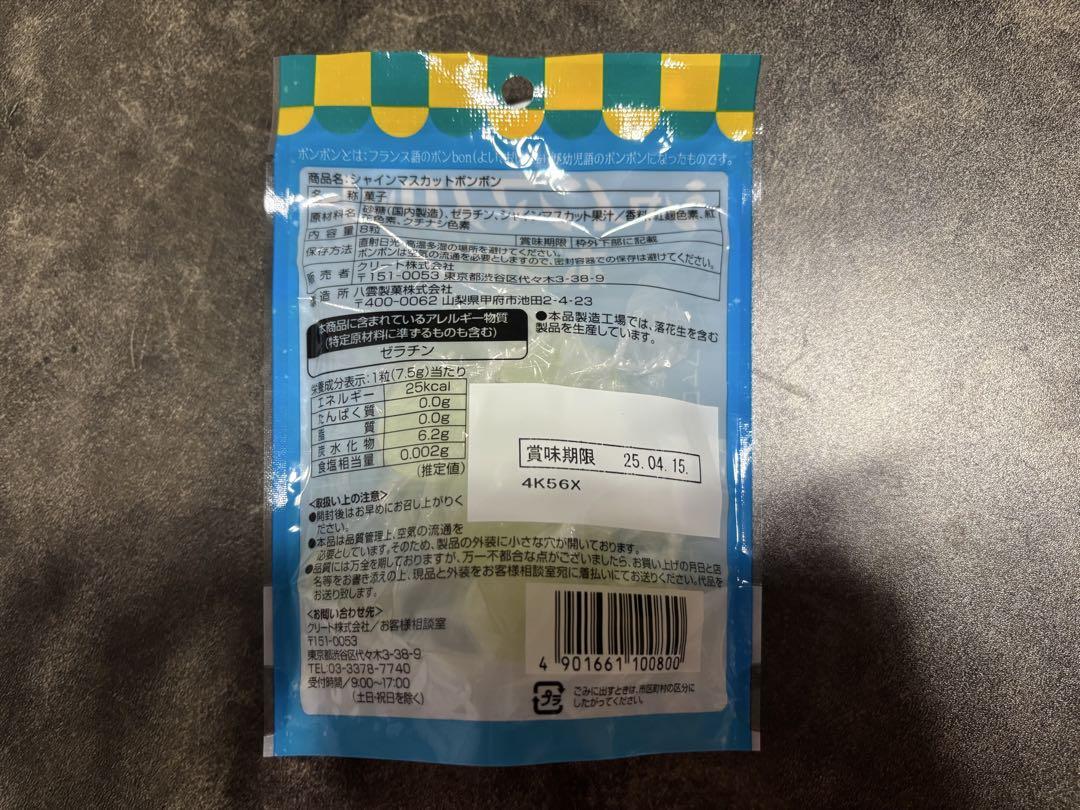 ボンボンとは:フランス語のボンbon(よい、お 幼児語のボンボンになったものです。
商品名:シャインマスカットボンボン
名 称 菓子
原材料名 砂糖(国内製造)、ゼラチン、シャインマスカット果汁/香料、紅麹色素、紅
花色素、クチナシ色素
内容量 8粒 賞味期限 枠外下部に記載
保存方法 直射日光・高温多湿の場所を避けてください。
ボンボンは空気の流通を必要としますので、密封容器での保存は避けてください。
販売者 クリート株式会社
〒151-0053 東京都渋谷区代々木3-38-9
製造所 八雲製菓株式会社
〒400-0062 山梨県甲府市池田2-4-23
本商品に含まれているアレルギー物質
(特定原材料に準ずるものも含む)
ゼラチン
●本品製造工場では、落花生を含む
製品を生産しています。
栄養成分表示:1粒(7.5g)当たり
エネルギー 25kcal
たんぱく質 0.0g
脂質 0.0g
炭水化物 6.2g
食塩相当量 0.002g
(推定値)
賞味期限 25.04.15.
4K56X
<取扱い上の注意>
●開封後はお早めにお召し上がりく
ださい。
●本品は品質管理上、空気の流通を
必要としています。そのため、製品の外装に小さな穴が開いております。
●品質には万全を期しておりますが、万一不都合な点がございましたら、お買い上げの月日と店
名等をお書き添えの上、現品と外装をお客様相談室宛に着払いにてお送りください。代品を
お送り致します。
<お問い合わせ先>
クリート株式会社/お客様相談室
〒151-0053
東京都渋谷区代々木3-38-9
TEL:03-3378-7740
受付時間/9:00〜17:00
(土日・祝日を除く)
4 901661 100800
プラ
ごみに出すときは、市区町村の区分に
したがってください。